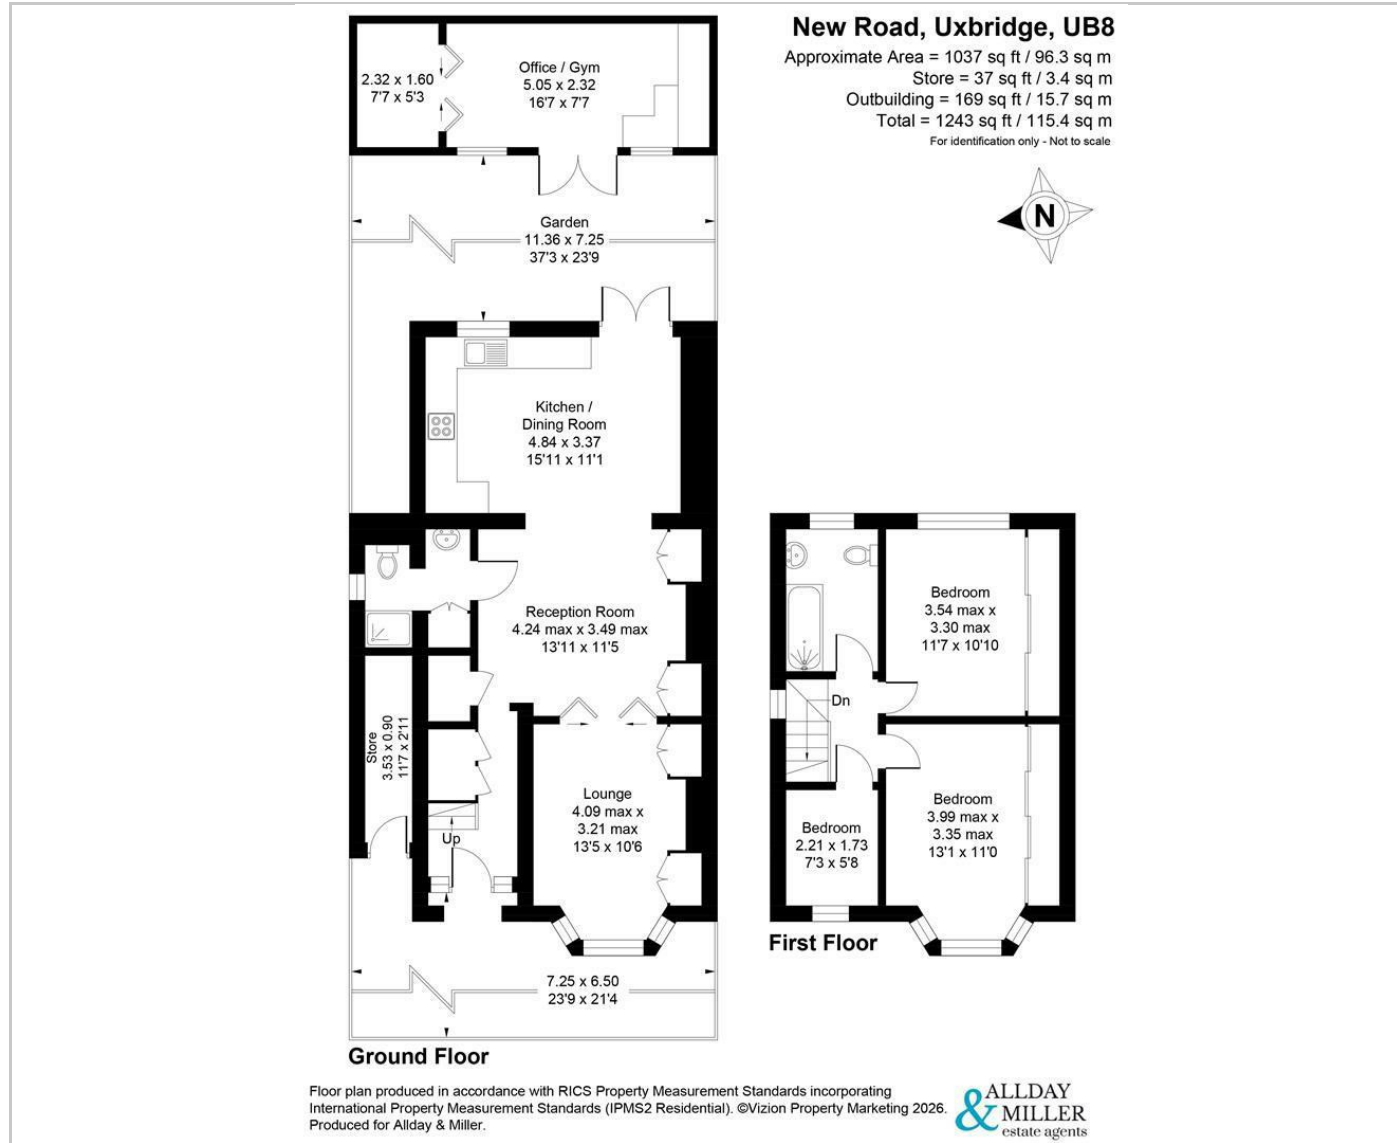 New Road, Uxbridge, UB8
Approximate Area = 1037 sq ft / 96.3 sq m
Store = 37 sq ft / 3.4 sq m
Outbuilding = 169 sq ft / 15.7 sq m
Total = 1243 sq ft / 115.4 sq m
For identification only - Not to scale
N
2.32 x 1.60
7'7 x 5'3
Office / Gym
5.05 x 2.32
16'7 x 7'7
Garden
11.36 x 7.25
37'3 x 23'9
Kitchen /
Dining Room
4.84 x 3.37
15'11 x 11'1
Reception Room
4.24 max x 3.49 max
13'11 x 11'5
Store
3.53 x 0.90
11'7 x 2'11
Lounge
4.09 max x
3.21 max
13'5 x 10'6
Up
7.25 x 6.50
23'9 x 21'4
Ground Floor
Bedroom
3.54 max x
3.30 max
11'7 x 10'10
Dn
Bedroom
2.21 x 1.73
7'3 x 5'8
Bedroom
3.99 max x
3.35 max
13'1 x 11'0
First Floor
Floor plan produced in accordance with RICS Property Measurement Standards incorporating
International Property Measurement Standards (IPMS2 Residential). ©Vizion Property Marketing 2026.
Produced for Allday & Miller.
ALLDAY
& MILLER
estate agents